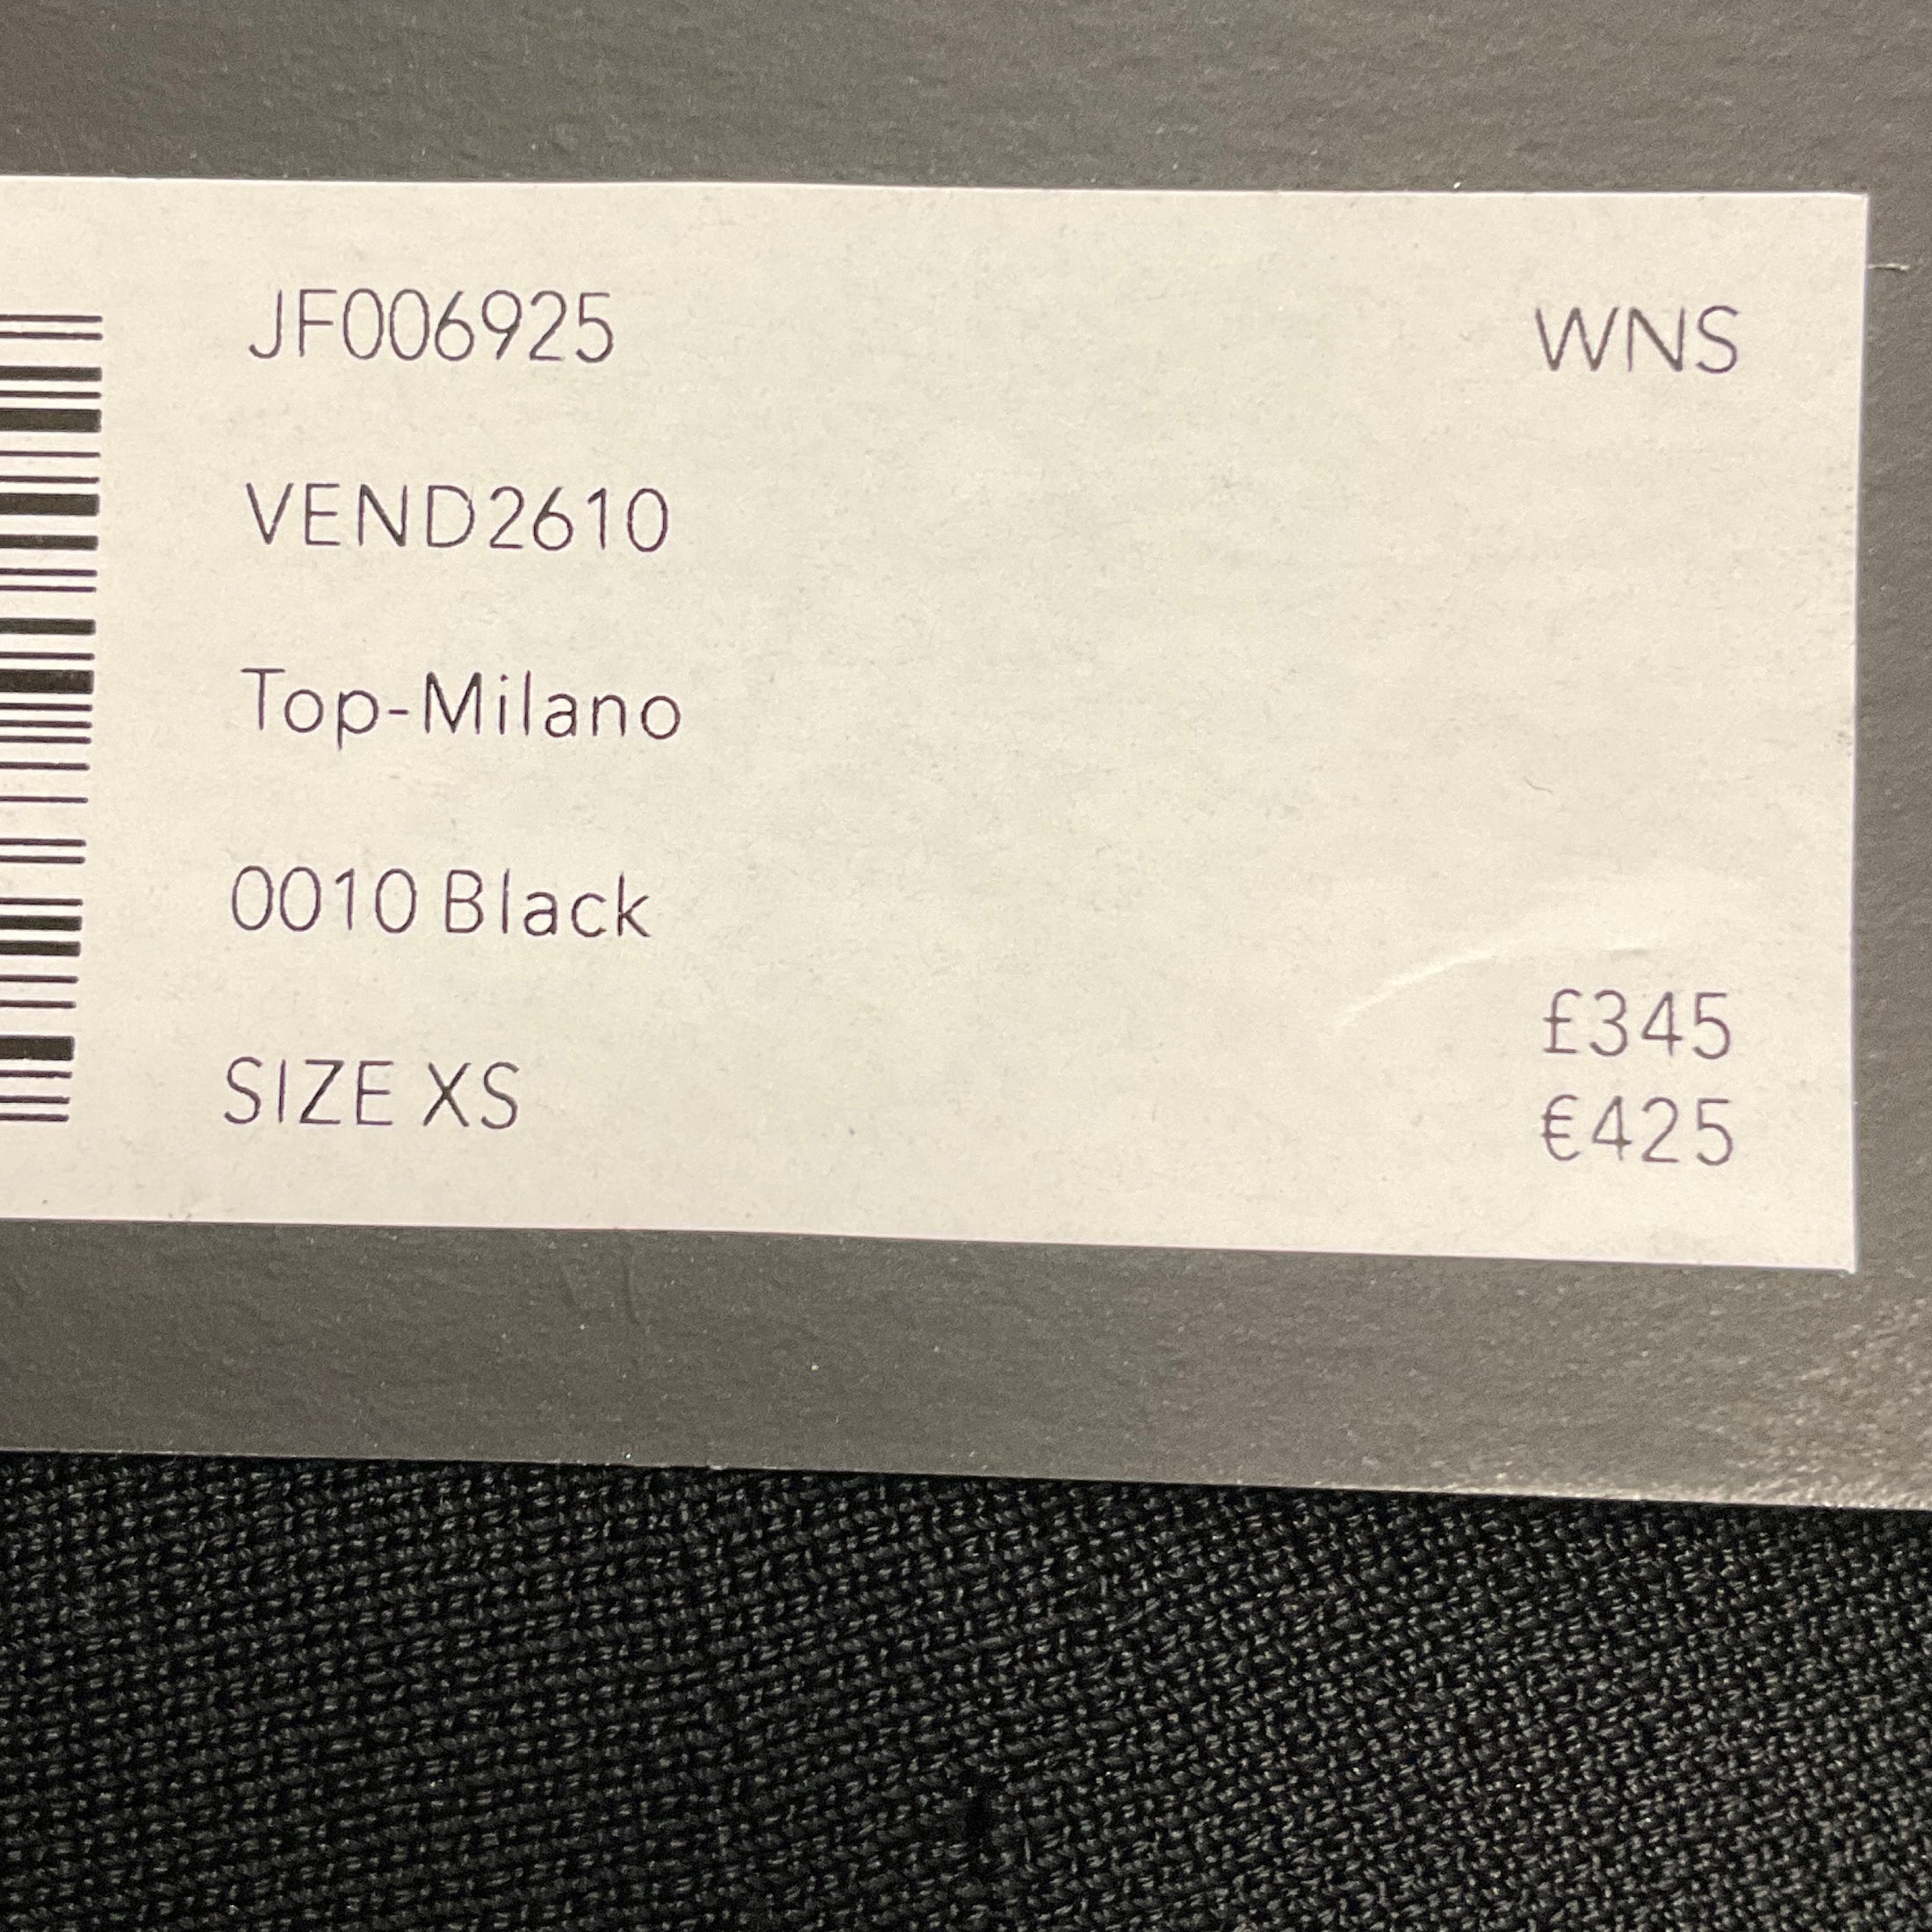 JF006925
WNS
VEND2610
Top-Milano
0010 Black
SIZE XS
£345
€425